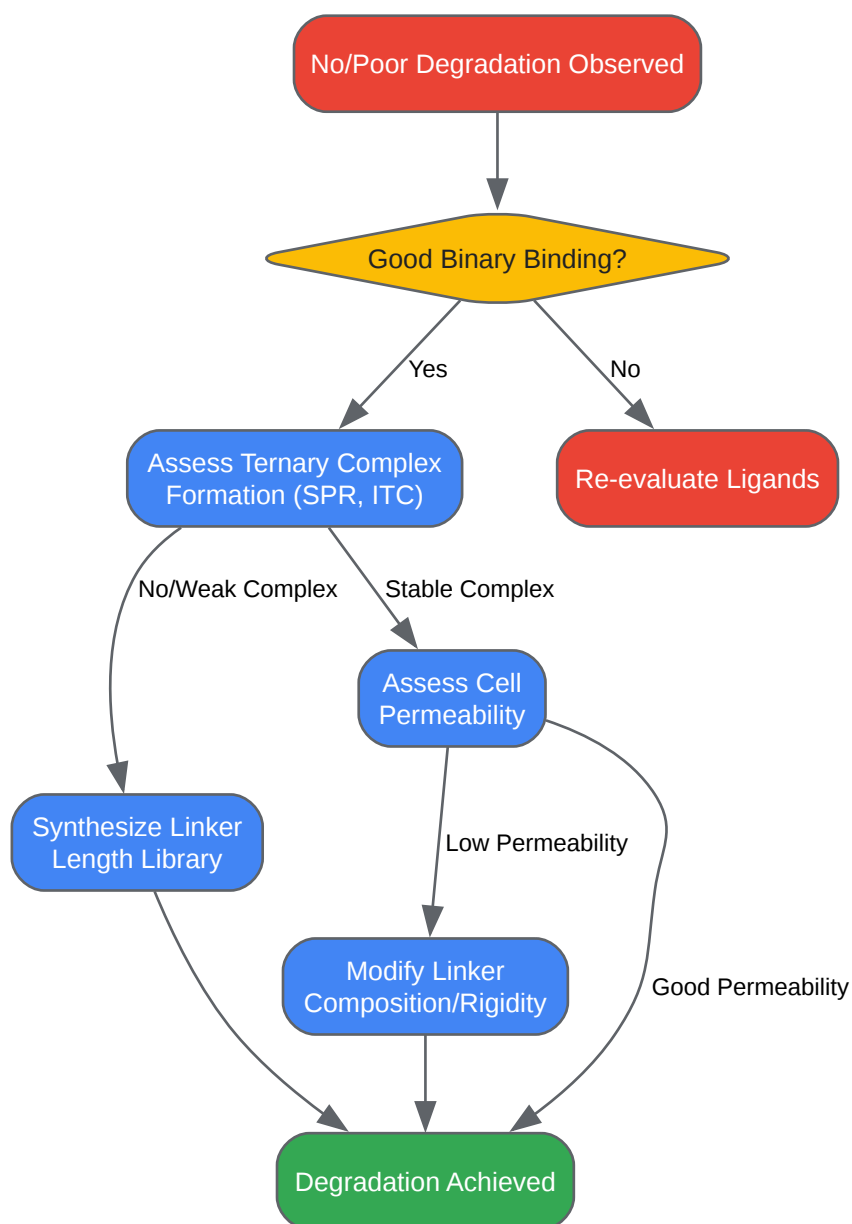 No/Poor Degradation Observed
Good Binary Binding?
Yes
No
Assess Ternary Complex
Formation (SPR, ITC)
Re-evaluate Ligands
No/Weak Complex
Stable Complex
Assess Cell
Permeability
Synthesize Linker
Length Library
Low Permeability
Modify Linker
Composition/Rigidity
Good Permeability
Degradation Achieved